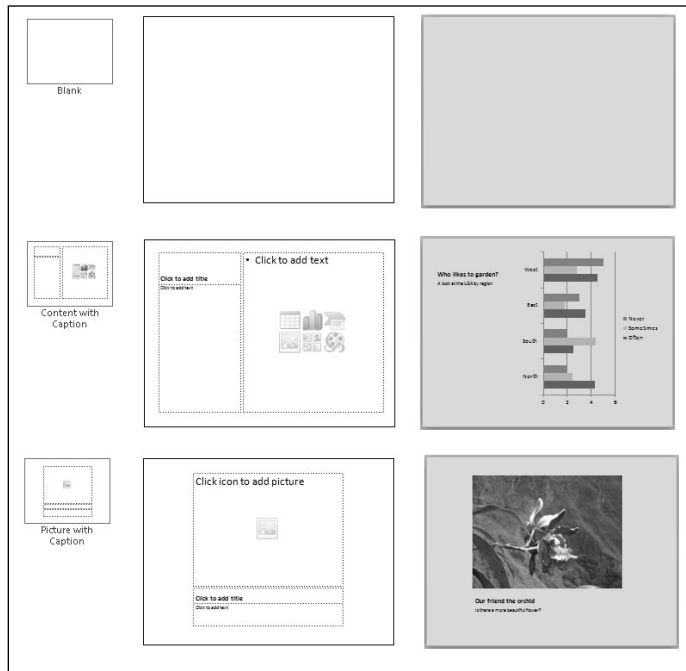 Blank
Content with
Caption
Click to add title
Click to add text
• Click to add text
Who likes to garden?
A look at the USA by region
West
East
South
North
0 2 4 6
Never
Sometimes
Often
Picture with
Caption
Click icon to add picture
Click to add title
Click to add text
Our friend the orchid
Is there a more beautiful flower?